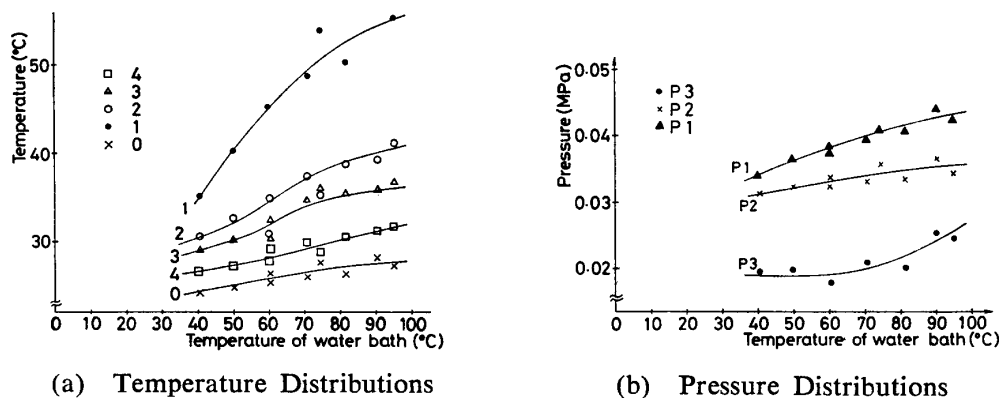 Temperature (°C)
50
40
30
4
3
2
1
0
1
2
3
4
0
0 10 20 30 40 50 60 70 80 90 100
Temperature of water bath (°C)
(a) Temperature Distributions
Pressure (MPa)
0.05
0.04
0.03
0.02
P3
P2
P1
P1
P2
P3
0 10 20 30 40 50 60 70 80 90 100
Temperature of water bath (°C)
(b) Pressure Distributions